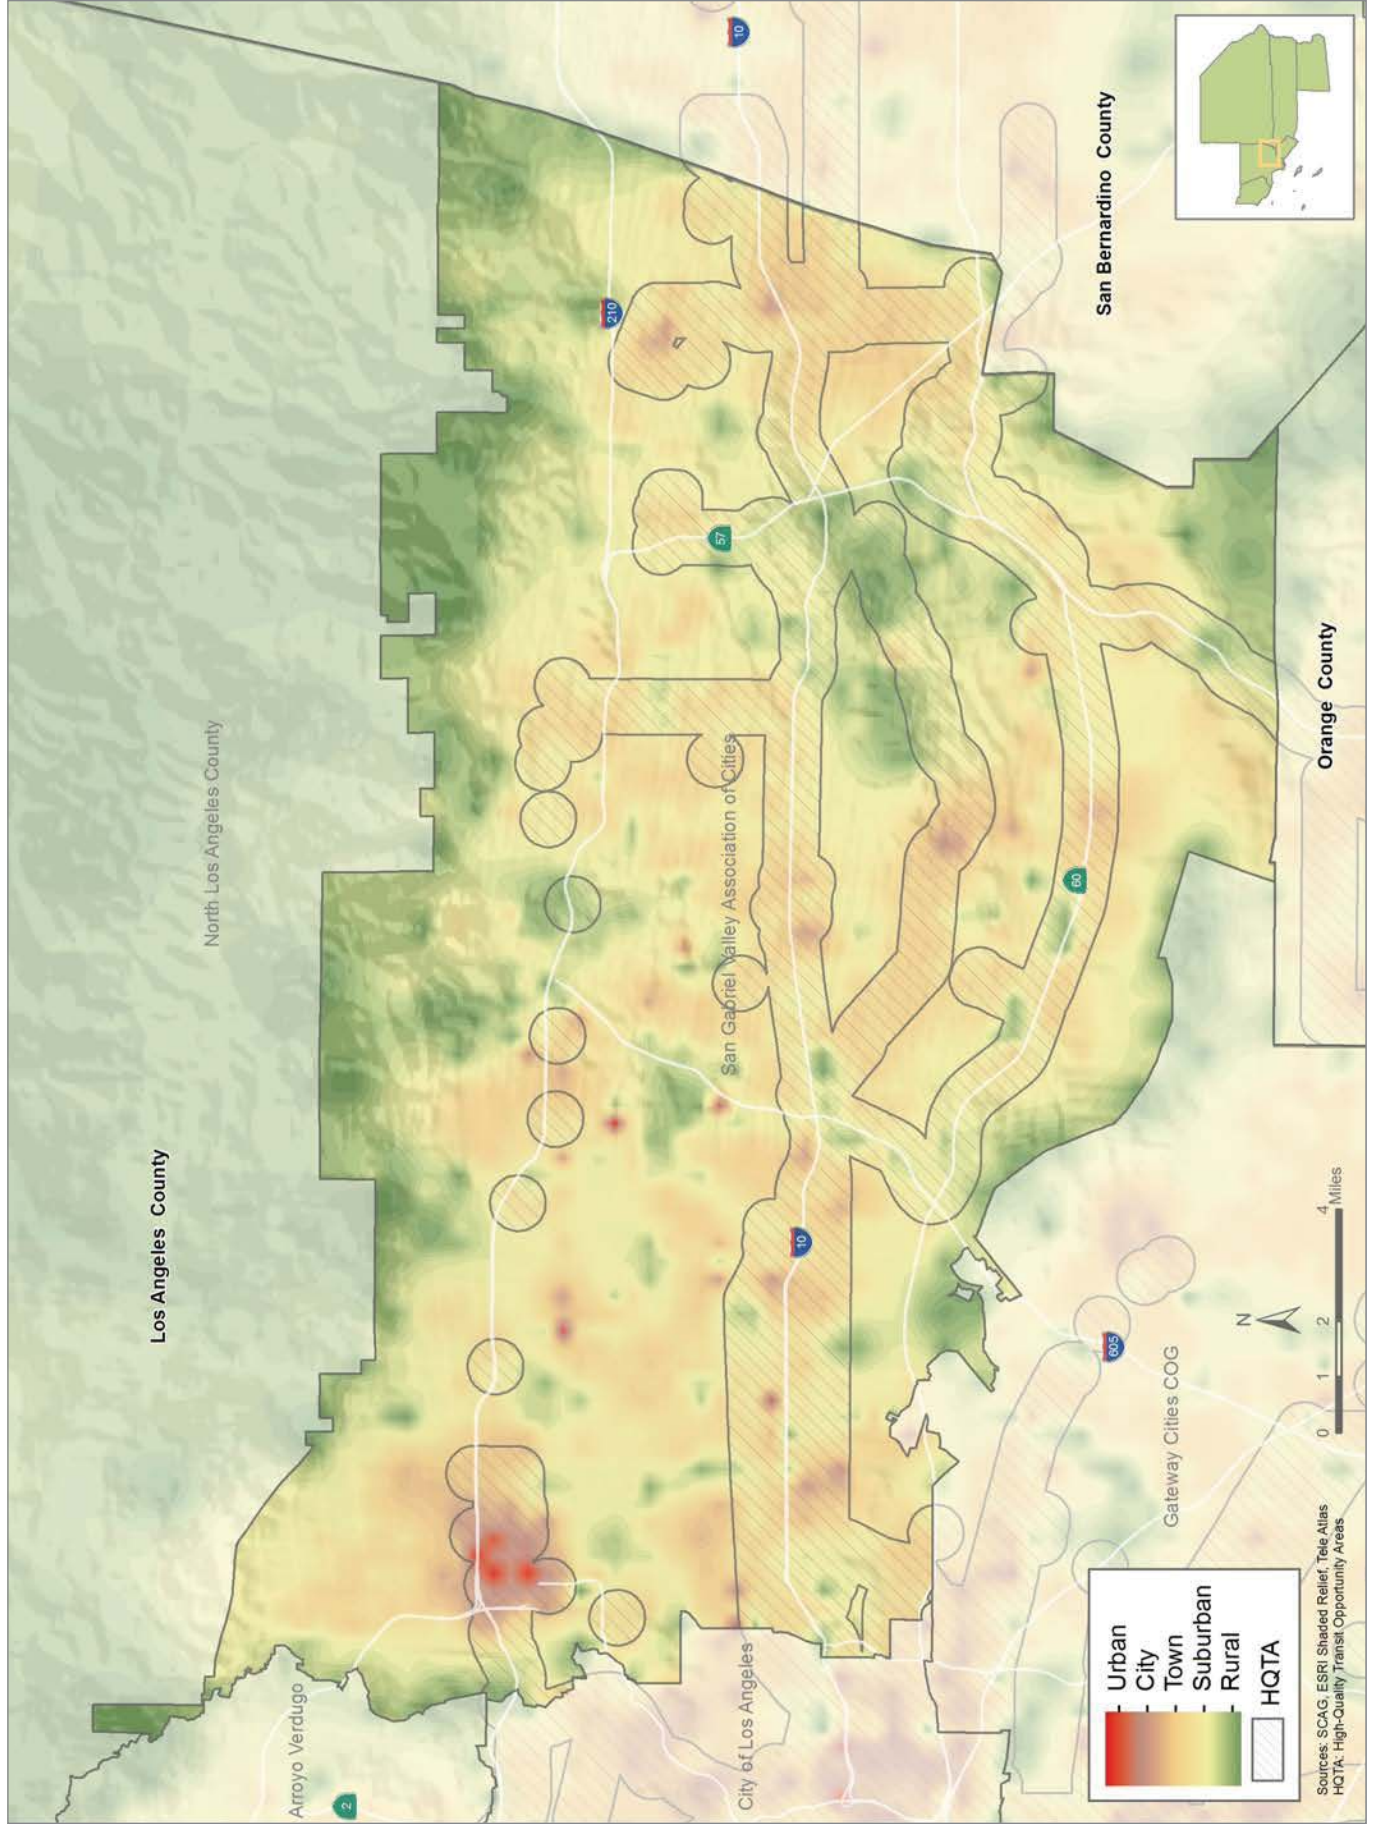 Los Angeles County
North Los Angeles County
Arroyo Verdugo
2
210
57
10
San Gabriel Valley Association of Cities
City of Los Angeles
10
60
605
San Bernardino County
Orange County
Gateway Cities COG
N
0 1 2 4
Miles
Urban
City
Town
Suburban
Rural
HQTA
Sources: SCAG, ESRI Shaded Relief, Tele Atlas
HQTA: High-Quality Transit Opportunity Areas